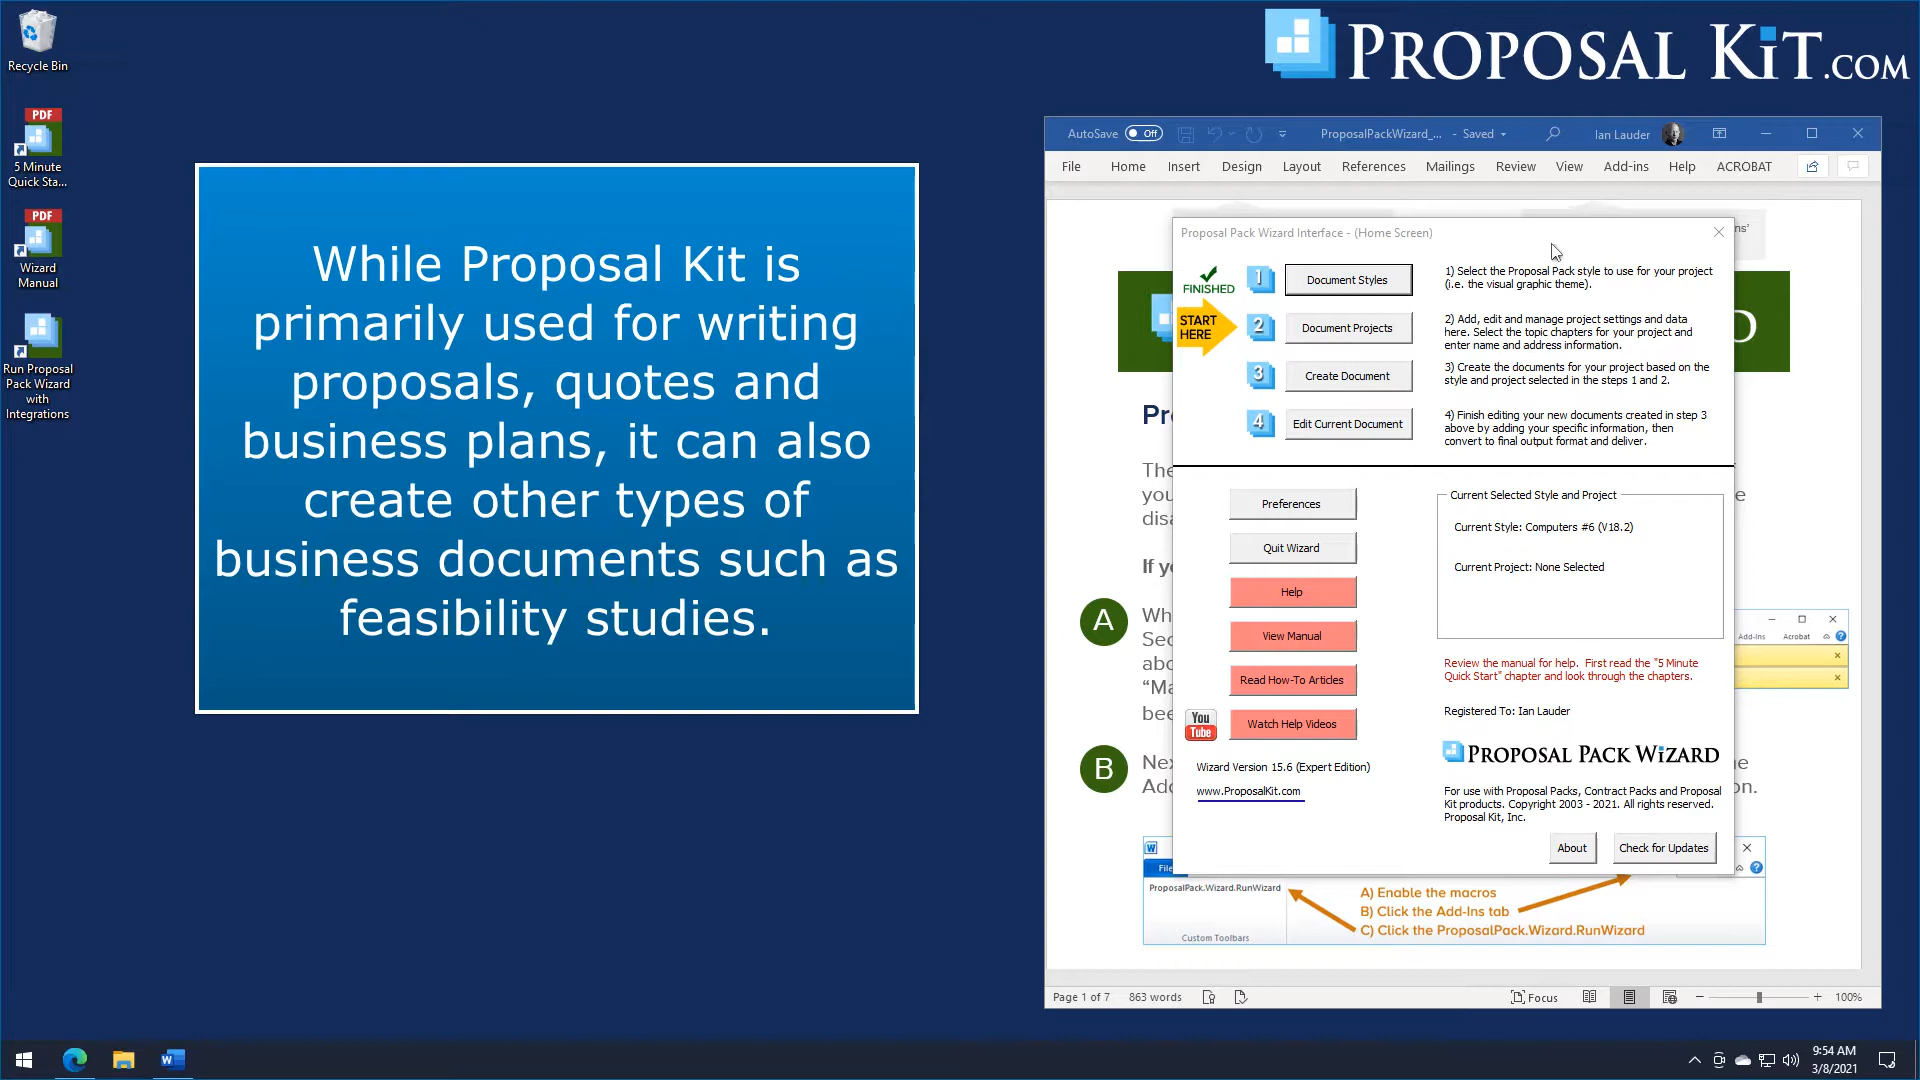 Recycle Bin
PDF
5 Minute
Quick Sta...
PDF
Wizard
Manual
Run Proposal
Pack Wizard
with
Integrations
While Proposal Kit is
primarily used for writing
proposals, quotes and
business plans, it can also
create other types of
business documents such as
feasibility studies.
PROPOSAL KIT.COM
AutoSave Off ProposalPackWizard_... - Saved Ian Lauder
File Home Insert Design Layout References Mailings Review View Add-ins Help ACROBAT
Proposal Pack Wizard Interface - (Home Screen)
FINISHED 1 Document Styles
1) Select the Proposal Pack style to use for your project
(i.e. the visual graphic theme).
START
HERE
2 Document Projects
2) Add, edit and manage project settings and data
here. Select the topic chapters for your project and
enter name and address information.
3 Create Document
3) Create the documents for your project based on the
style and project selected in the steps 1 and 2.
4 Edit Current Document
4) Finish editing your new documents created in step 3
above by adding your specific information, then
convert to final output format and deliver.
Preferences
Quit Wizard
Help
View Manual
Read How-To Articles
You
Tube
Watch Help Videos
Wizard Version 15.6 (Expert Edition)
www.ProposalKit.com
Current Selected Style and Project
Current Style: Computers #6 (V18.2)
Current Project: None Selected
Review the manual for help. First read the "5 Minute
Quick Start" chapter and look through the chapters.
Registered To: Ian Lauder
PROPOSAL PACK WIZARD
For use with Proposal Packs, Contract Packs and Proposal
Kit products. Copyright 2003 - 2021. All rights reserved.
Proposal Kit, Inc.
About Check for Updates
A
B
Add-Ins Acrobat
ProposalPack.Wizard.RunWizard
Custom Toolbars
A) Enable the macros
B) Click the Add-Ins tab
C) Click the ProposalPack.Wizard.RunWizard
Page 1 of 7 863 words Focus 100%
9:54 AM
3/8/2021